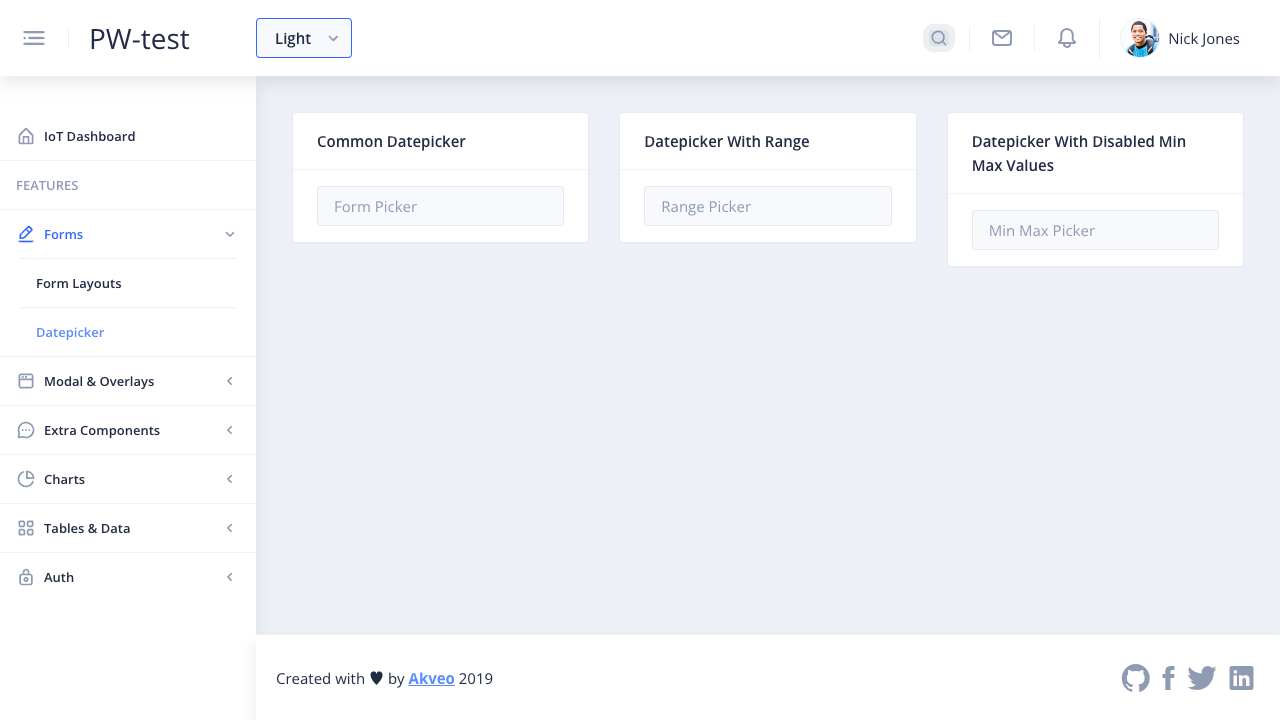 PW-test
Light
Nick Jones
IoT Dashboard
FEATURES
Forms
Form Layouts
Datepicker
Modal & Overlays
Extra Components
Charts
Tables & Data
Auth
Common Datepicker
Form Picker
Datepicker With Range
Range Picker
Datepicker With Disabled Min
Max Values
Min Max Picker
Created with ♥ by Akveo 2019